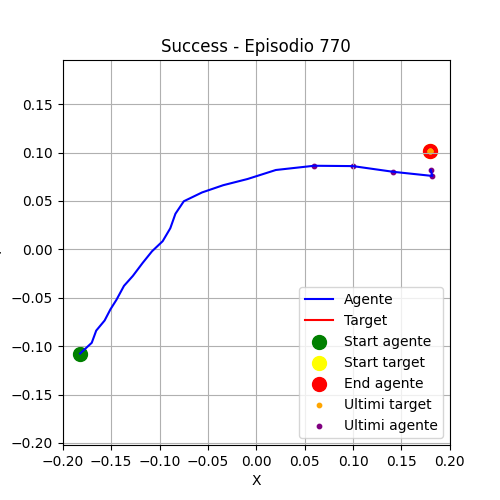 Success - Episodio 770
0.15
0.10
0.05
0.00
−0.05
−0.10
−0.15
−0.20
−0.20 −0.15 −0.10 −0.05 0.00 0.05 0.10 0.15 0.20
X
Agente
Target
Start agente
Start target
End agente
Ultimi target
Ultimi agente